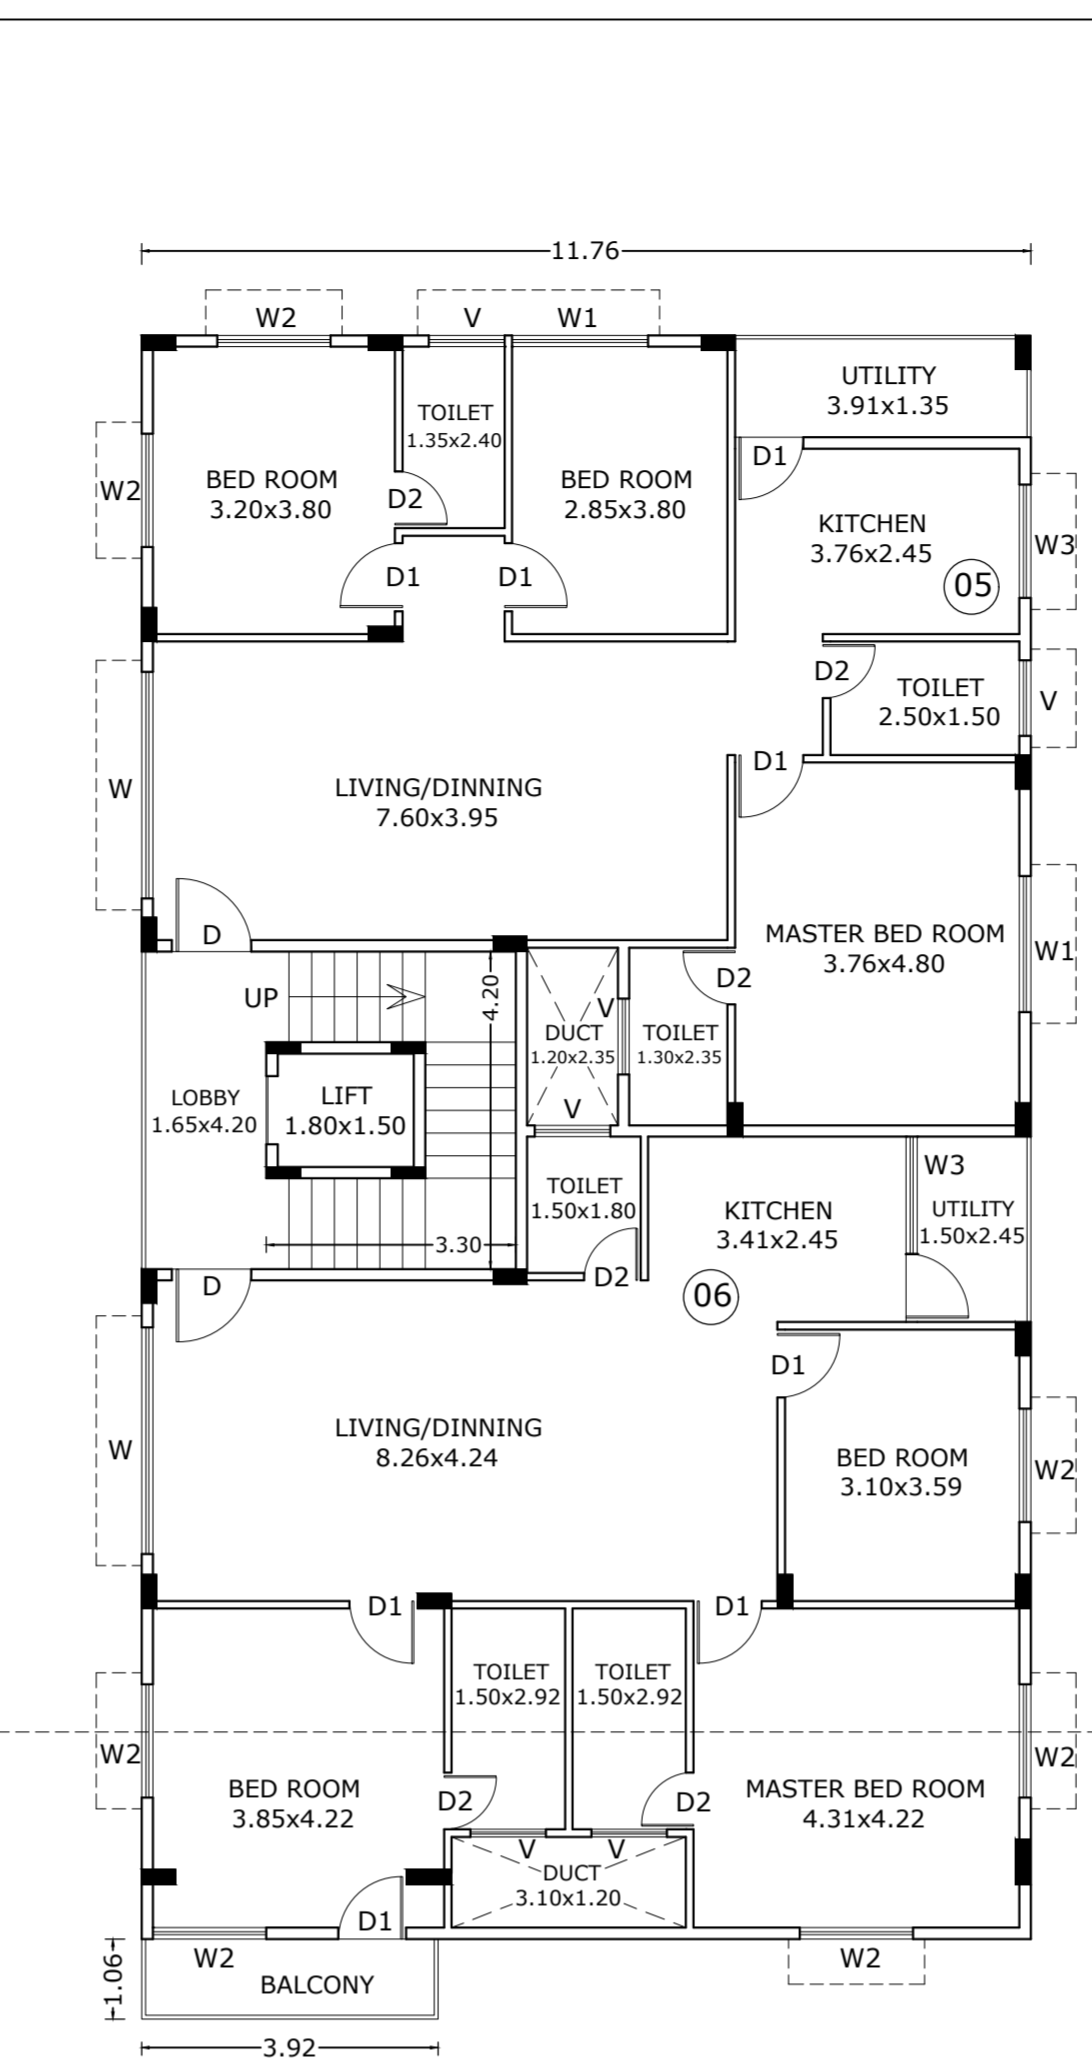 11.76
W2
V
W1
UTILITY
3.91x1.35
TOILET
1.35x2.40
D1
W2
BED ROOM
3.20x3.80
D2
BED ROOM
2.85x3.80
KITCHEN
3.76x2.45
W3
05
D1
D1
D2
TOILET
2.50x1.50
V
W
LIVING/DINNING
7.60x3.95
D1
D
MASTER BED ROOM
3.76x4.80
W1
UP
4.20
V
D2
DUCT
1.20x2.35
TOILET
1.30x2.35
LOBBY
1.65x4.20
LIFT
1.80x1.50
V
W3
TOILET
1.50x1.80
KITCHEN
3.41x2.45
UTILITY
1.50x2.45
3.30
D
D2
06
D1
W
LIVING/DINNING
8.26x4.24
BED ROOM
3.10x3.59
W2
D1
D1
TOILET
1.50x2.92
TOILET
1.50x2.92
W2
W2
BED ROOM
3.85x4.22
D2
D2
MASTER BED ROOM
4.31x4.22
V
V
DUCT
3.10x1.20
D1
W2
W2
1.06
BALCONY
3.92